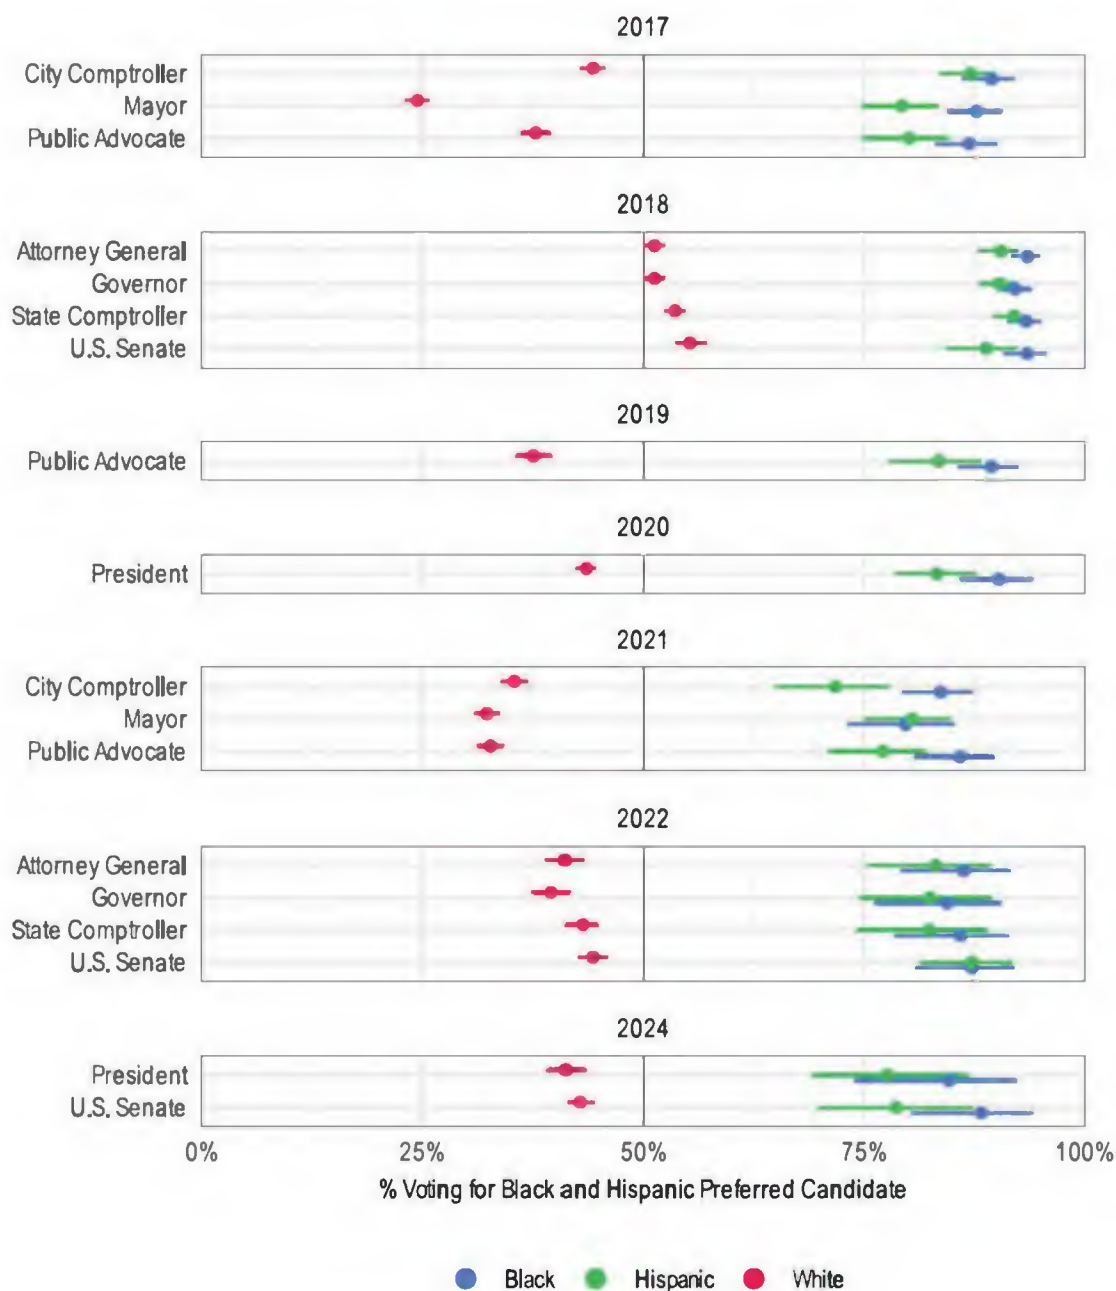 2017
City Comptroller
Mayor
Public Advocate
2018
Attorney General
Governor
State Comptroller
U.S. Senate
2019
Public Advocate
2020
President
2021
City Comptroller
Mayor
Public Advocate
2022
Attorney General
Governor
State Comptroller
U.S. Senate
2024
President
U.S. Senate
0% 25% 50% 75% 100%
% Voting for Black and Hispanic Preferred Candidate
Black Hispanic White